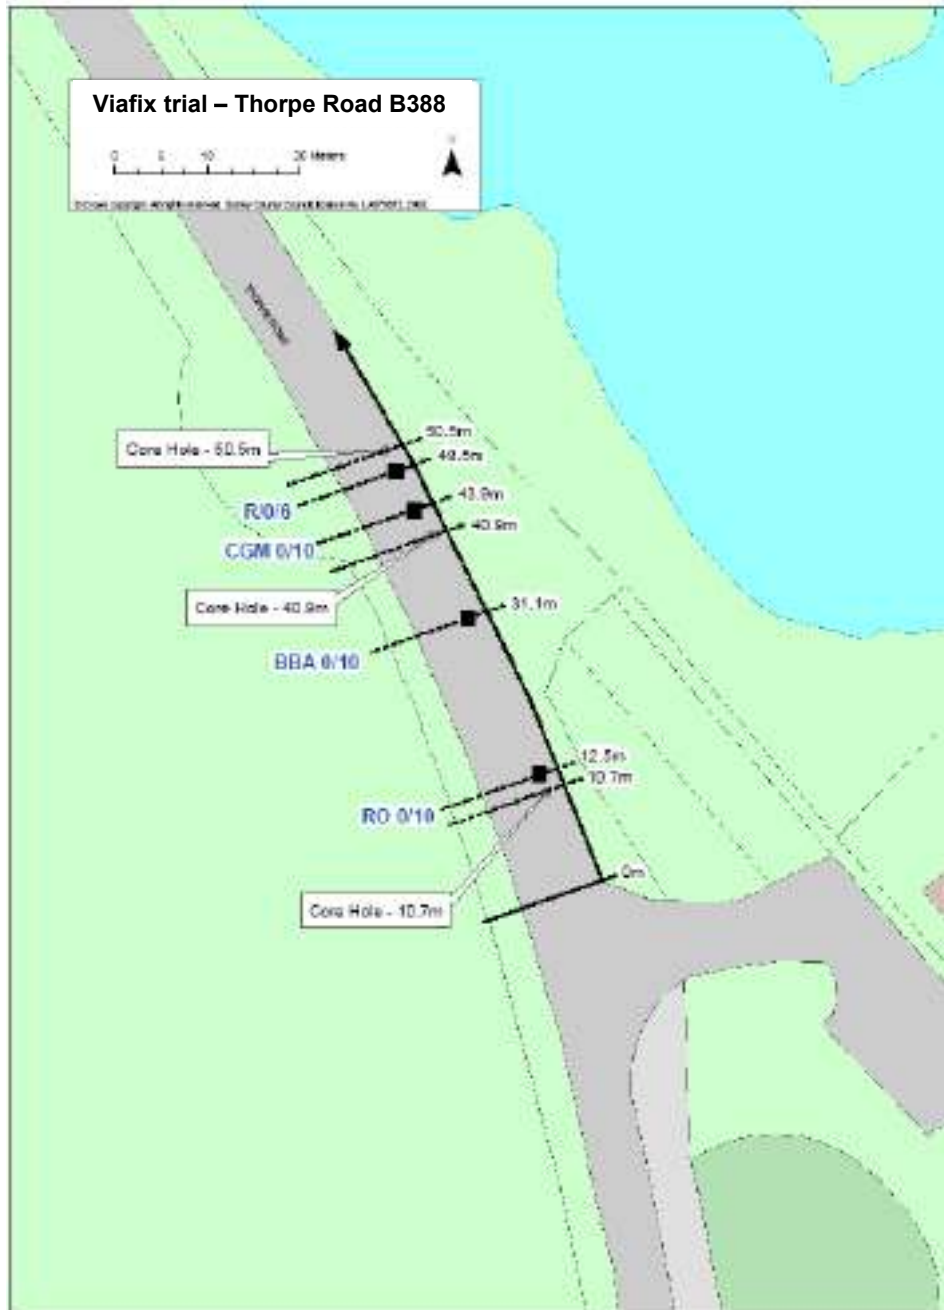 Viafix trial – Thorpe Road B388
0 5 10 20 Meters
50.5m
Core Hole - 50.5m
48.5m
R/0/6
43.9m
CGM 0/10
40.9m
Core Hole - 40.9m
31.1m
BBA 0/10
12.5m
10.7m
RO 0/10
0m
Core Hole - 10.7m